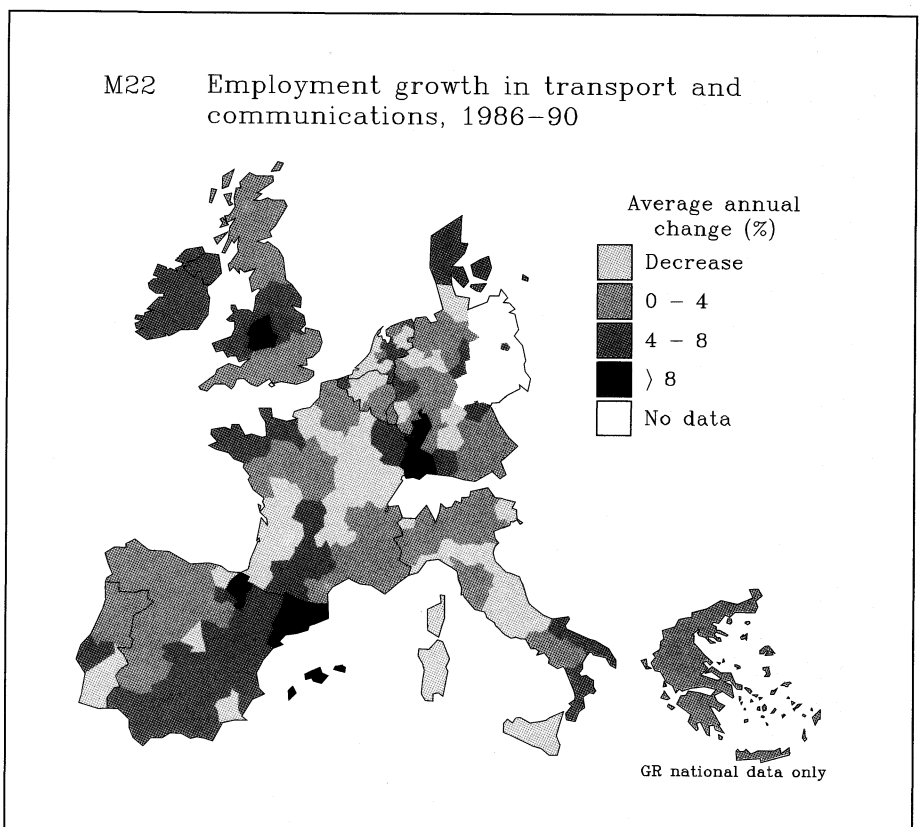 M22 Employment growth in transport and
communications, 1986-90
Average annual
change (%)
Decrease
0 - 4
4 - 8
⟩ 8
No data
GR national data only